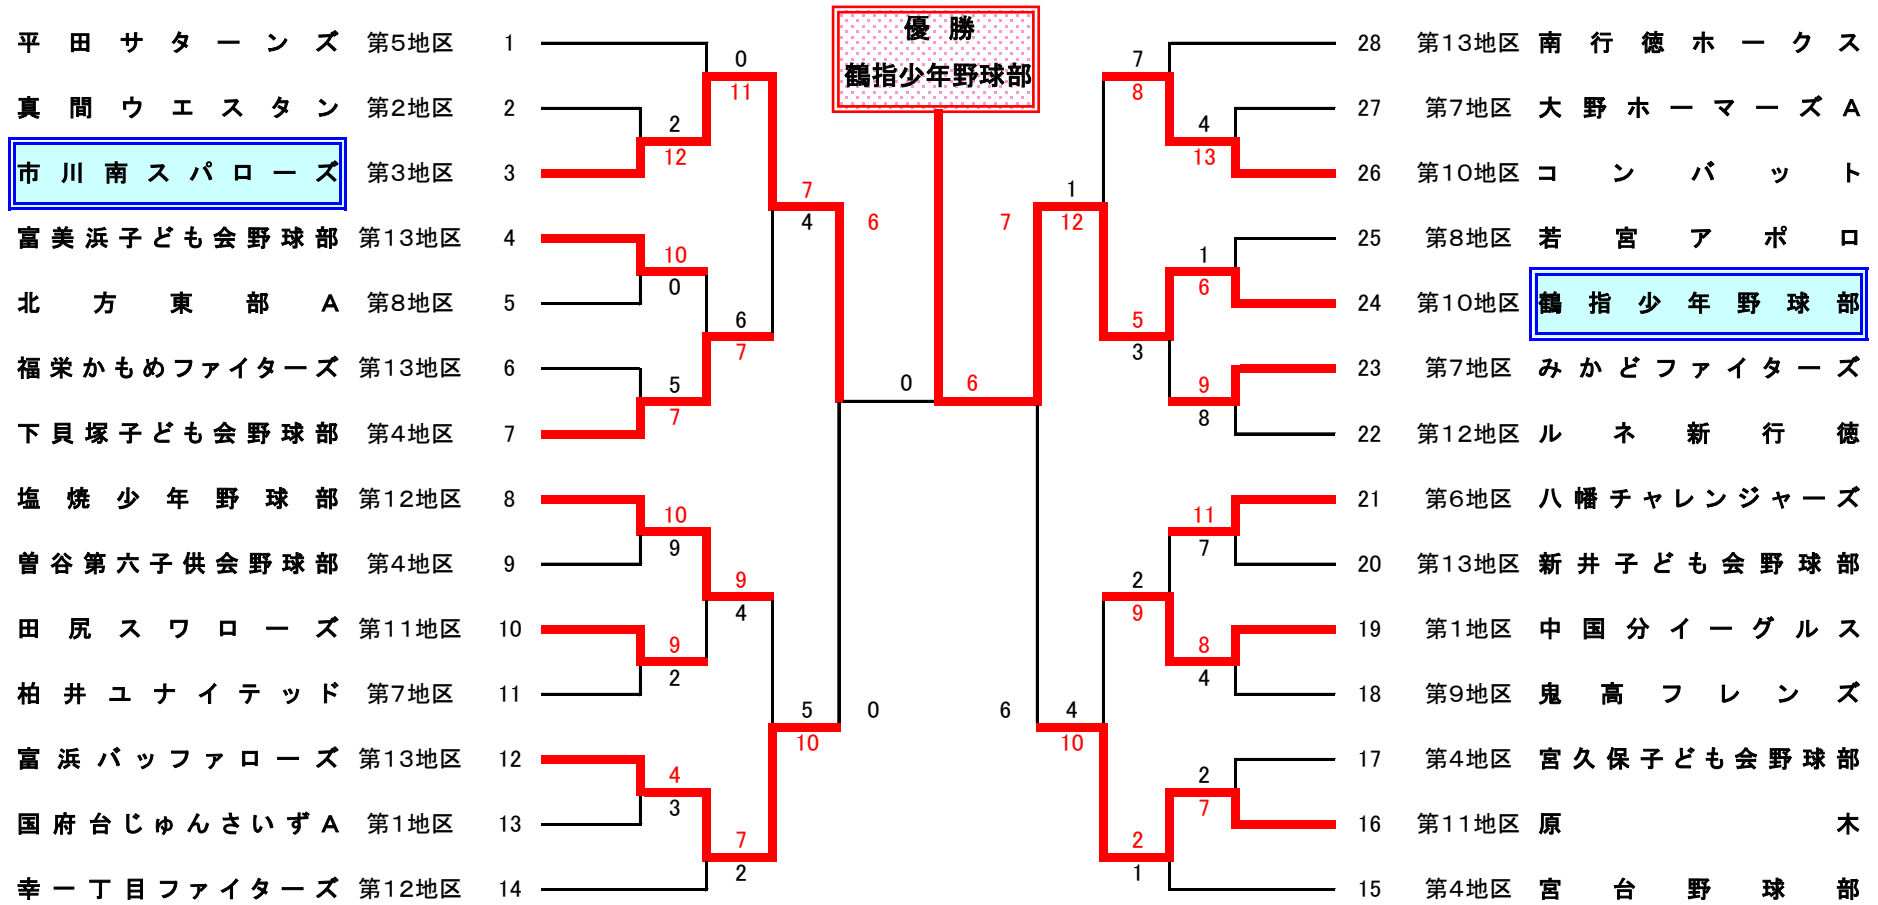 優勝
鶴指少年野球部
平田サターンズ 第5地区 1
真間ウエスタン 第2地区 2
市川南スパローズ 第3地区 3
富美浜子ども会野球部 第13地区 4
北方東部A 第8地区 5
福栄かもめファイターズ 第13地区 6
下貝塚子ども会野球部 第4地区 7
塩焼少年野球部 第12地区 8
曽谷第六子供会野球部 第4地区 9
田尻スワローズ 第11地区 10
柏井ユナイテッド 第7地区 11
富浜バッファローズ 第13地区 12
国府台じゅんさいずA 第1地区 13
幸一丁目ファイターズ 第12地区 14
0
11
2
12
7
4
6
10
0
6
7
5
7
0
6
10
9
9
4
9
2
5
10
0
4
3
7
2
7
8
4
13
1
12
7
1
6
5
3
9
8
11
7
2
9
8
4
6
4
10
2
7
2
1
28 第13地区 南行徳ホークス
27 第7地区 大野ホーマーズA
26 第10地区 コンバット
25 第8地区 若宮アポロ
24 第10地区 鶴指少年野球部
23 第7地区 みかどファイターズ
22 第12地区 ルネ新行徳
21 第6地区 八幡チャレンジャーズ
20 第13地区 新井子ども会野球部
19 第1地区 中国分イーグルス
18 第9地区 鬼高フレンズ
17 第4地区 宮久保子ども会野球部
16 第11地区 原木
15 第4地区 宮台野球部